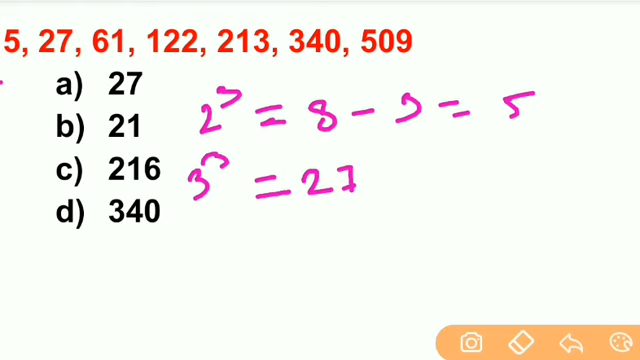 5, 27, 61, 122, 213, 340, 509
a) 27
b) 21
c) 216
d) 340
2³ = 8 - 3 = 5
3³ = 27